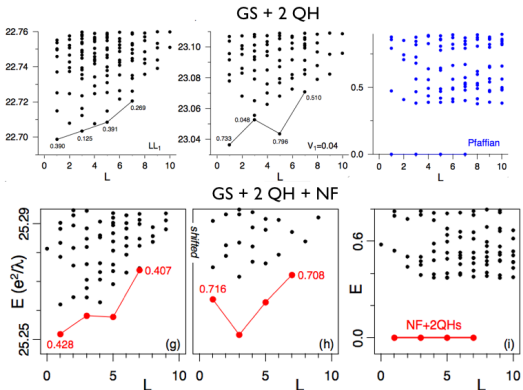 GS + 2 QH
22.76
22.74
22.72
22.70
0.390
0.125
0.391
0.269
LL1
0 2 4 6 8 10
L
23.10
23.08
23.06
23.04
0.733
0.048
0.796
0.510
V1=0.04
0 2 4 6 8 10
L
0.5
0.0
Pfaffian
0 2 4 6 8 10
L
GS + 2 QH + NF
E (e²/λ)
25.29
25.25
0.428
0.407
(g)
0 5 10
L
shifted
0.716
0.708
(h)
0 5 10
L
E
0.6
0.0
NF+2QHs
(i)
0 5 10
L